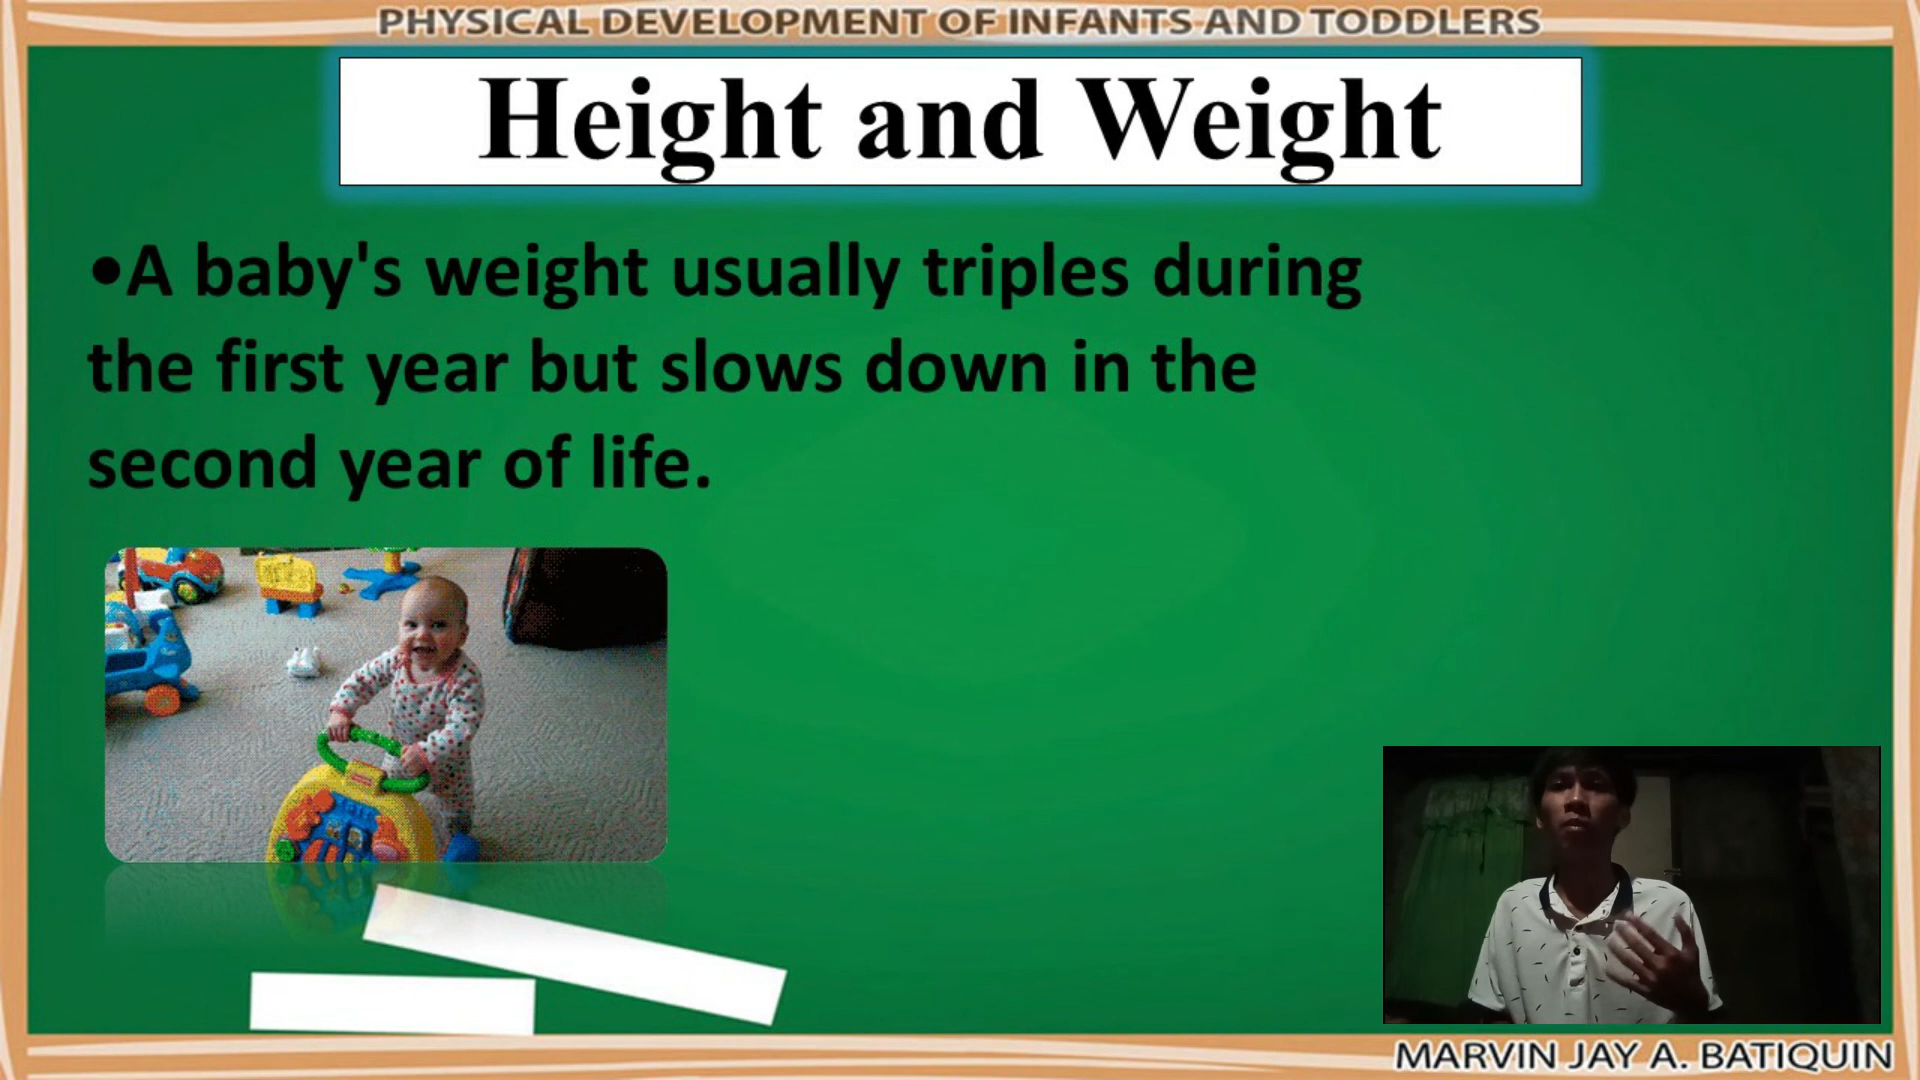 PHYSICAL DEVELOPMENT OF INFANTS AND TODDLERS
Height and Weight
•A baby's weight usually triples during
the first year but slows down in the
second year of life.
MARVIN JAY A. BATIQUIN